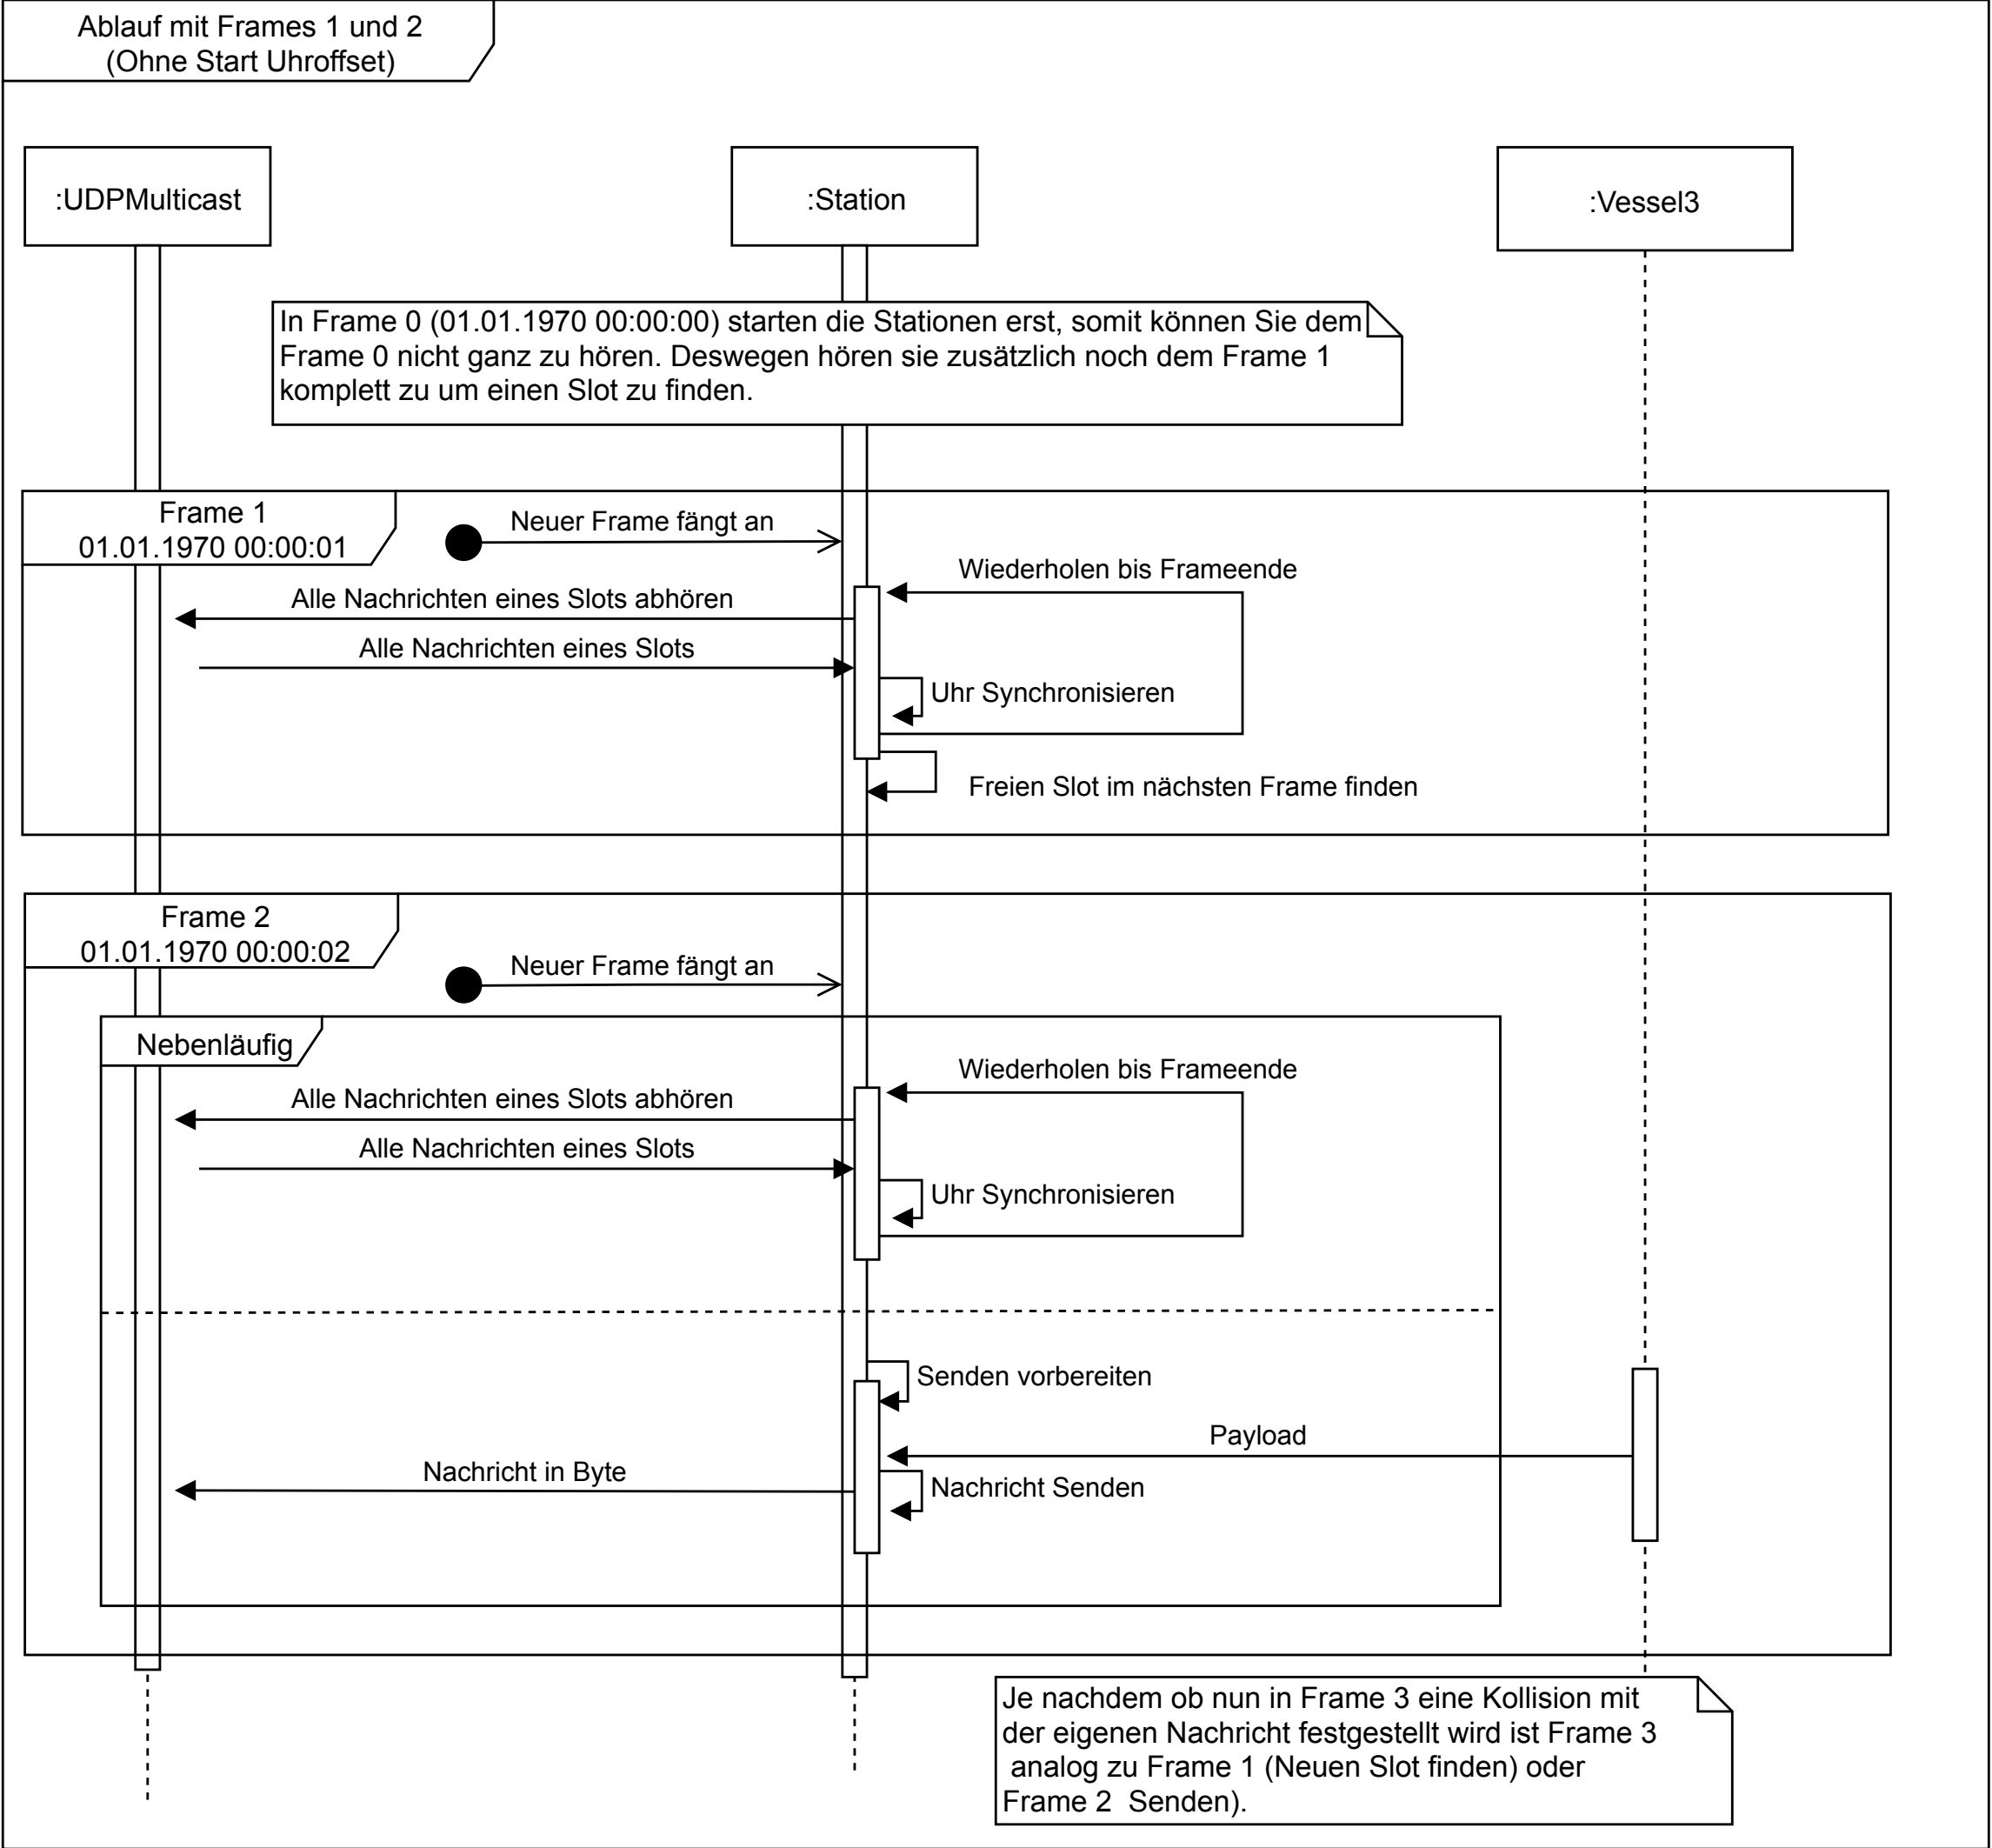 Ablauf mit Frames 1 und 2
(Ohne Start Uhroffset)
:UDPMulticast
:Station
:Vessel3
In Frame 0 (01.01.1970 00:00:00) starten die Stationen erst, somit können Sie dem
Frame 0 nicht ganz zu hören. Deswegen hören sie zusätzlich noch dem Frame 1
komplett zu um einen Slot zu finden.
Frame 1
01.01.1970 00:00:01
Neuer Frame fängt an
Wiederholen bis Frameende
Alle Nachrichten eines Slots abhören
Alle Nachrichten eines Slots
Uhr Synchronisieren
Freien Slot im nächsten Frame finden
Frame 2
01.01.1970 00:00:02
Neuer Frame fängt an
Nebenläufig
Wiederholen bis Frameende
Alle Nachrichten eines Slots abhören
Alle Nachrichten eines Slots
Uhr Synchronisieren
Senden vorbereiten
Payload
Nachricht in Byte
Nachricht Senden
Je nachdem ob nun in Frame 3 eine Kollision mit
der eigenen Nachricht festgestellt wird ist Frame 3
analog zu Frame 1 (Neuen Slot finden) oder
Frame 2  Senden).